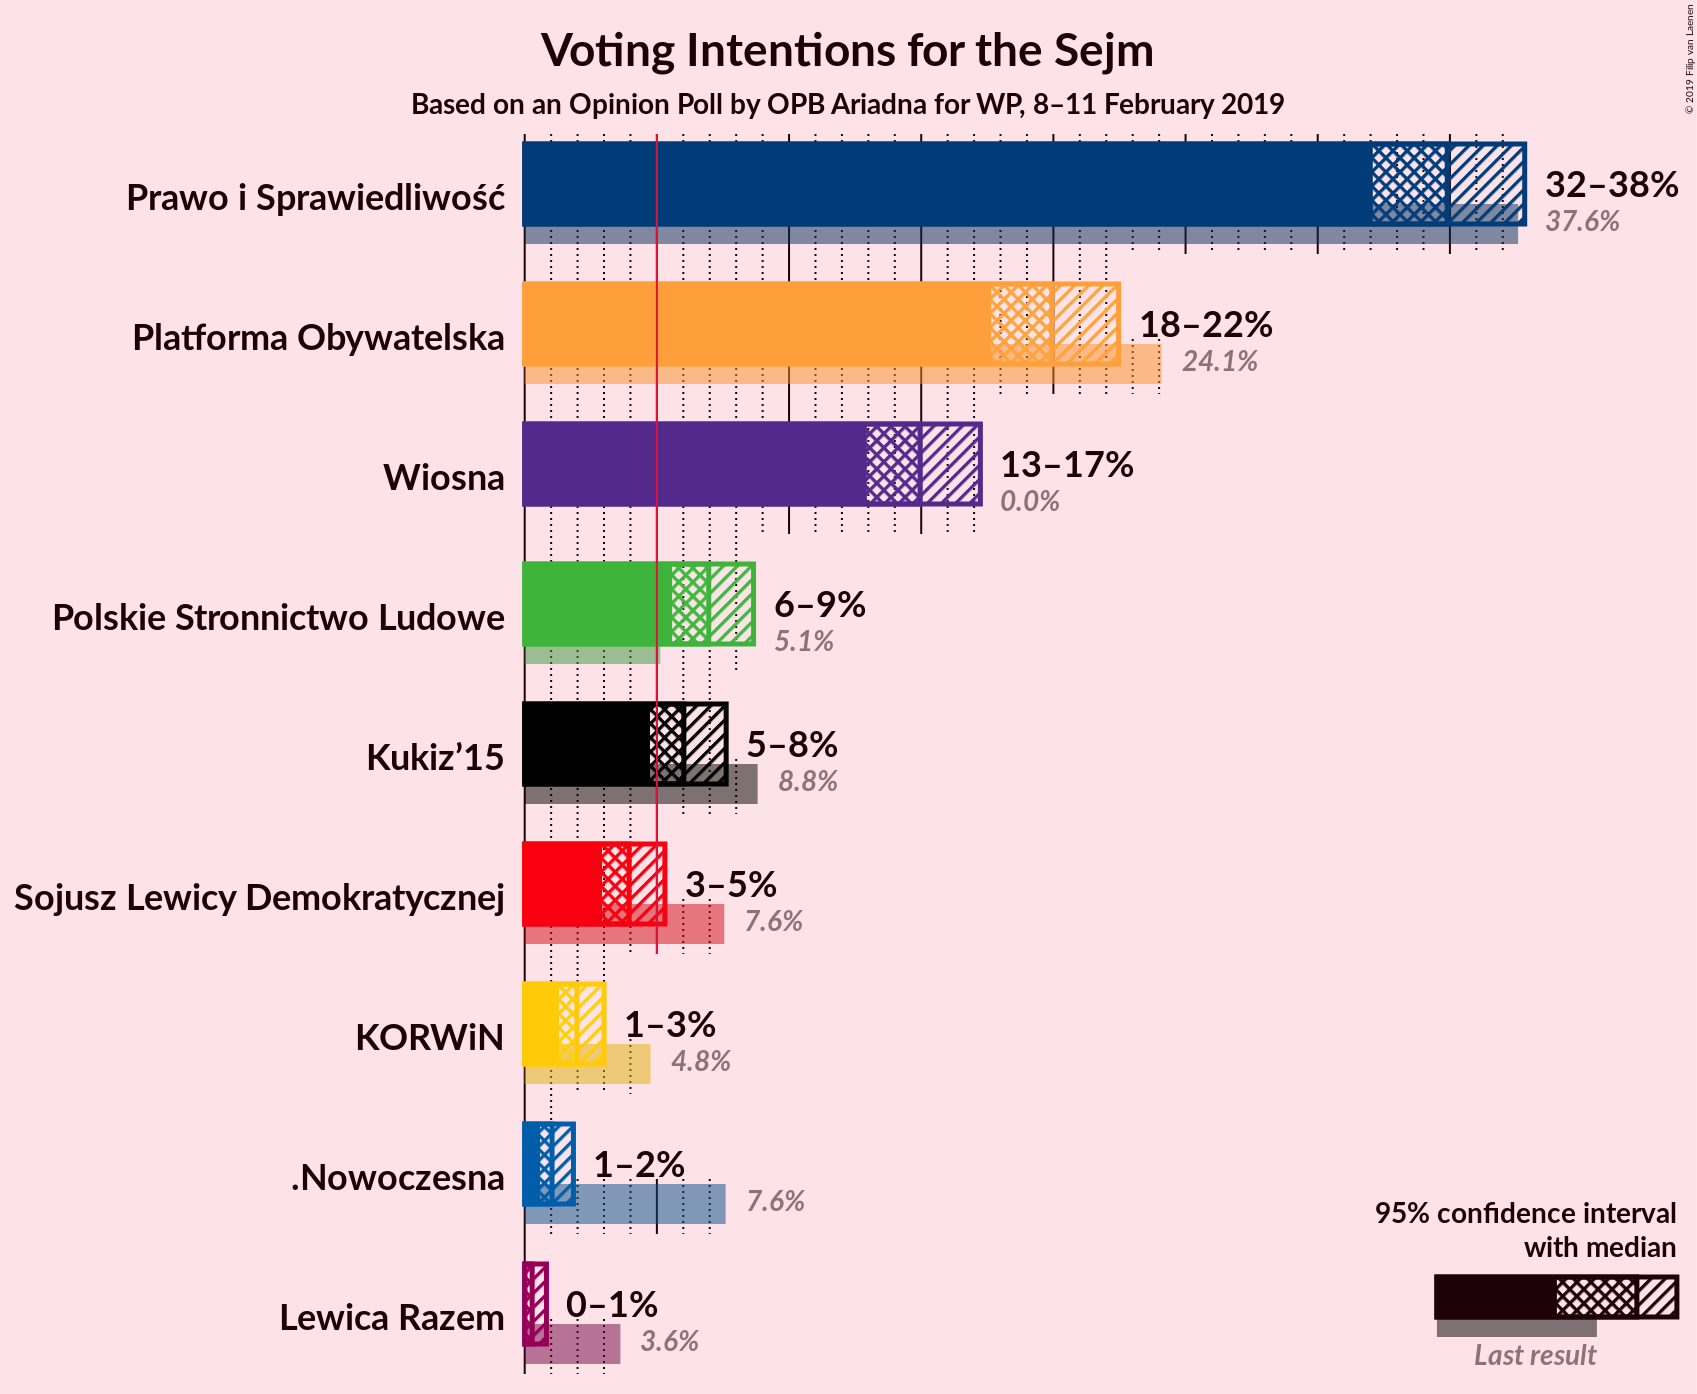 Voting Intentions for the Sejm
Based on an Opinion Poll by OPB Ariadna for WP, 8–11 February 2019
© 2019 Filip van Laenen
Prawo i Sprawiedliwość
32–38%
37.6%
Platforma Obywatelska
18–22%
24.1%
Wiosna
13–17%
0.0%
Polskie Stronnictwo Ludowe
6–9%
5.1%
Kukiz’15
5–8%
8.8%
Sojusz Lewicy Demokratycznej
3–5%
7.6%
KORWiN
1–3%
4.8%
.Nowoczesna
1–2%
7.6%
Lewica Razem
0–1%
3.6%
95% confidence interval
with median
Last result